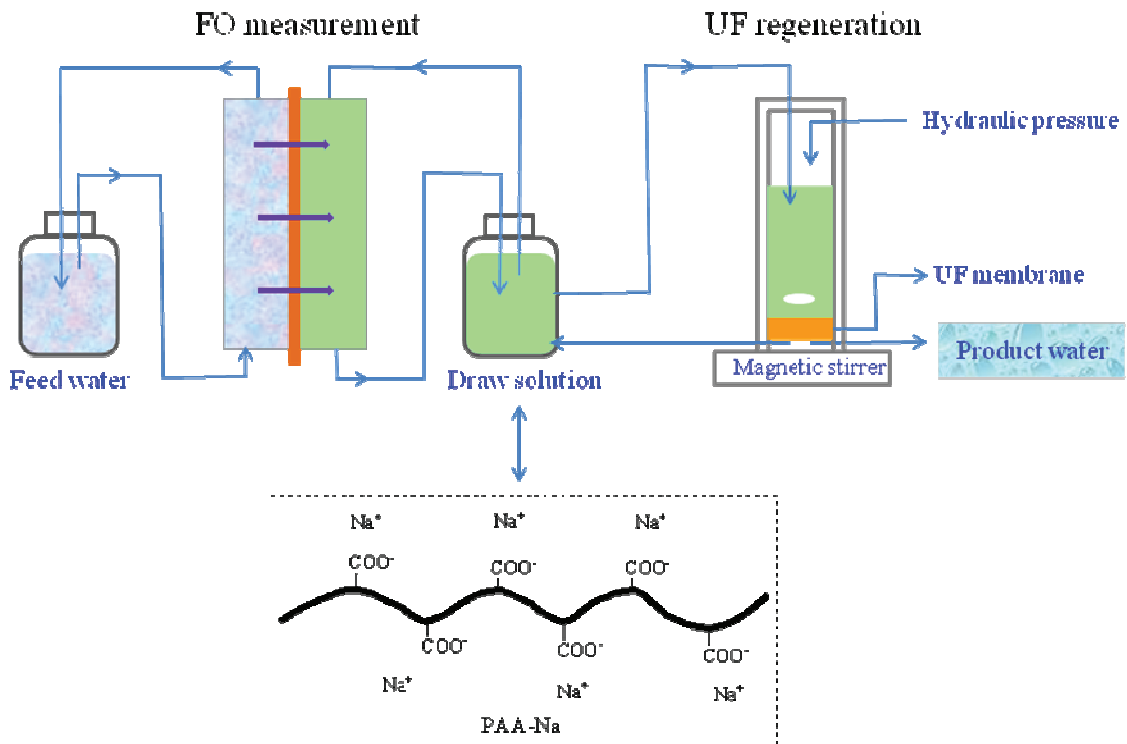 FO measurement
UF regeneration
Hydraulic pressure
UF membrane
Product water
Feed water
Draw solution
Magnetic stirrer
Na⁺ Na⁺ Na⁺
COO⁻ COO⁻ COO⁻
COO⁻ COO⁻ COO⁻
Na⁺ Na⁺ Na⁺
PAA-Na